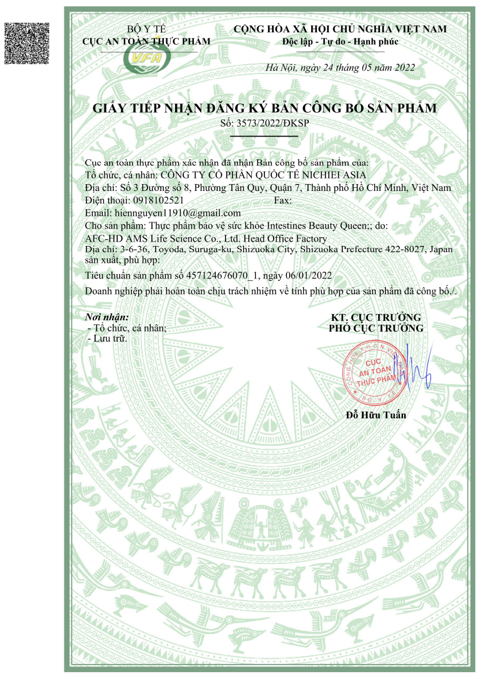 BỘ Y TẾ
CỤC AN TOÀN THỰC PHẨM
VFA
CỘNG HÒA XÃ HỘI CHỦ NGHĨA VIỆT NAM
Độc lập - Tự do - Hạnh phúc
Hà Nội, ngày 24 tháng 05 năm 2022
GIẤY TIẾP NHẬN ĐĂNG KÝ BẢN CÔNG BỐ SẢN PHẨM
Số: 3573/2022/ĐKSP
Cục an toàn thực phẩm xác nhận đã nhận Bản công bố sản phẩm của:
Tổ chức, cá nhân: CÔNG TY CỔ PHẦN QUỐC TẾ NICHIEI ASIA
Địa chỉ: Số 3 Đường số 8, Phường Tân Quy, Quận 7, Thành phố Hồ Chí Minh, Việt Nam
Điện thoại: 0918102521 Fax:
Email: hiennguyen11910@gmail.com
Cho sản phẩm: Thực phẩm bảo vệ sức khỏe Intestines Beauty Queen;; do:
AFC-HD AMS Life Science Co., Ltd. Head Office Factory
Địa chỉ: 3-6-36, Toyoda, Suruga-ku, Shizuoka City, Shizuoka Prefecture 422-8027, Japan
sản xuất, phù hợp:
Tiêu chuẩn sản phẩm số 457124676070_1, ngày 06/01/2022
Doanh nghiệp phải hoàn toàn chịu trách nhiệm về tính phù hợp của sản phẩm đã công bố./.
Nơi nhận:
- Tổ chức, cá nhân;
- Lưu trữ.
KT. CỤC TRƯỞNG
PHÓ CỤC TRƯỞNG
CỤC
AN TOÀN
THỰC PHẨM
Đỗ Hữu Tuấn